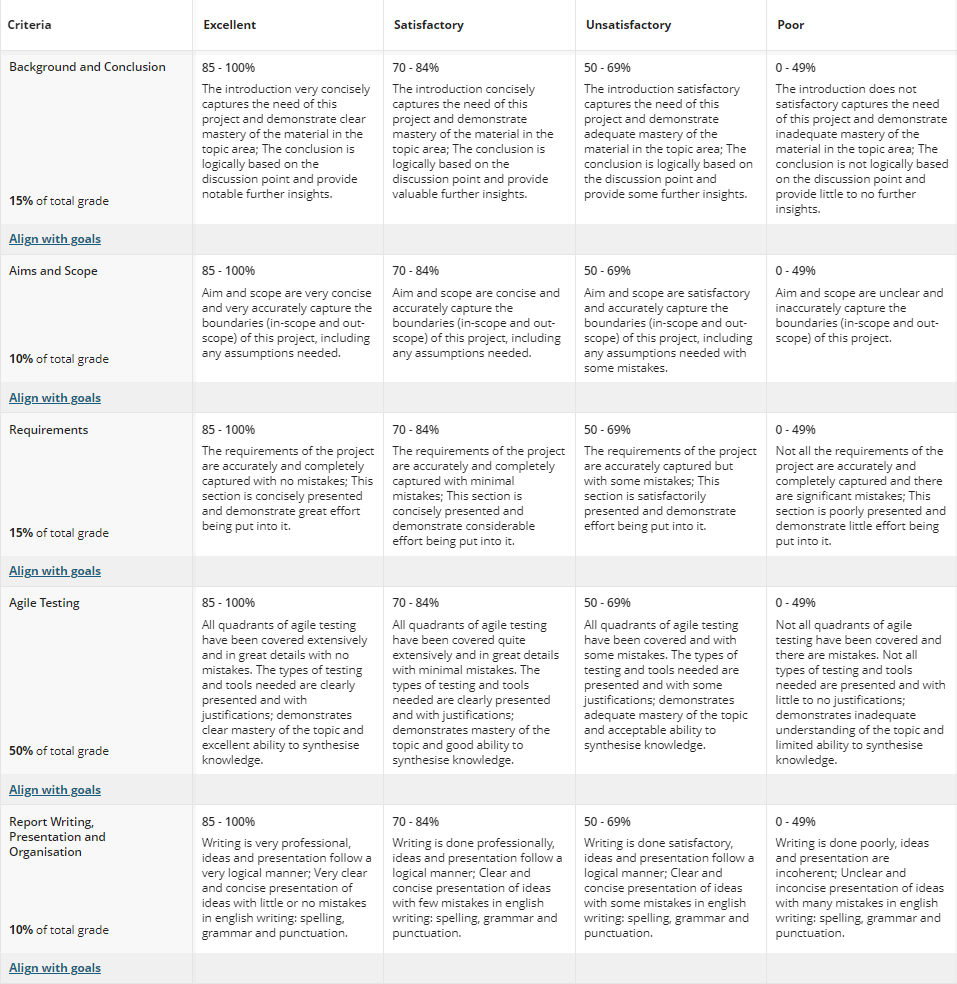 Criteria
Excellent
Satisfactory
Unsatisfactory
Poor
Background and Conclusion
15% of total grade
85 - 100%
The introduction very concisely
captures the need of this
project and demonstrate clear
mastery of the material in the
topic area; The conclusion is
logically based on the
discussion point and provide
notable further insights.
70 - 84%
The introduction concisely
captures the need of this
project and demonstrate
mastery of the material in the
topic area; The conclusion is
logically based on the
discussion point and provide
valuable further insights.
50 - 69%
The introduction satisfactory
captures the need of this
project and demonstrate
adequate mastery of the
material in the topic area; The
conclusion is logically based on
the discussion point and
provide some further insights.
0 - 49%
The introduction does not
satisfactory captures the need
of this project and demonstrate
inadequate mastery of the
material in the topic area; The
conclusion is not logically based
on the discussion point and
provide little to no further
insights.
Align with goals
Aims and Scope
10% of total grade
85 - 100%
Aim and scope are very concise
and very accurately capture the
boundaries (in-scope and out-
scope) of this project, including
any assumptions needed.
70 - 84%
Aim and scope are concise and
accurately capture the
boundaries (in-scope and out-
scope) of this project, including
any assumptions needed.
50 - 69%
Aim and scope are satisfactory
and accurately capture the
boundaries (in-scope and out-
scope) of this project, including
any assumptions needed with
some mistakes.
0 - 49%
Aim and scope are unclear and
inaccurately capture the
boundaries (in-scope and out-
scope) of this project.
Align with goals
Requirements
15% of total grade
85 - 100%
The requirements of the project
are accurately and completely
captured with no mistakes; This
section is concisely presented
and demonstrate great effort
being put into it.
70 - 84%
The requirements of the project
are accurately and completely
captured with minimal
mistakes; This section is
concisely presented and
demonstrate considerable
effort being put into it.
50 - 69%
The requirements of the project
are accurately captured but
with some mistakes; This
section is satisfactorily
presented and demonstrate
effort being put into it.
0 - 49%
Not all the requirements of the
project are accurately and
completely captured and there
are significant mistakes; This
section is poorly presented and
demonstrate little effort being
put into it.
Align with goals
Agile Testing
50% of total grade
85 - 100%
All quadrants of agile testing
have been covered extensively
and in great details with no
mistakes. The types of testing
and tools needed are clearly
presented and with
justifications; demonstrates
clear mastery of the topic and
excellent ability to synthesise
knowledge.
70 - 84%
All quadrants of agile testing
have been covered quite
extensively and in great details
with minimal mistakes. The
types of testing and tools
needed are clearly presented
and with justifications;
demonstrates mastery of the
topic and good ability to
synthesise knowledge.
50 - 69%
All quadrants of agile testing
have been covered and with
some mistakes. The types of
testing and tools needed are
presented and with some
justifications; demonstrates
adequate mastery of the topic
and acceptable ability to
synthesise knowledge.
0 - 49%
Not all quadrants of agile
testing have been covered and
there are mistakes. Not all
types of testing and tools
needed are presented and with
little to no justifications;
demonstrates inadequate
understanding of the topic and
limited ability to synthesise
knowledge.
Align with goals
Report Writing,
Presentation and
Organisation
10% of total grade
85 - 100%
Writing is very professional,
ideas and presentation follow a
very logical manner; Very clear
and concise presentation of
ideas with little or no mistakes
in english writing: spelling,
grammar and punctuation.
70 - 84%
Writing is done professionally,
ideas and presentation follow a
logical manner; Clear and
concise presentation of ideas
with few mistakes in english
writing: spelling, grammar and
punctuation.
50 - 69%
Writing is done satisfactory,
ideas and presentation follow a
logical manner; Clear and
concise presentation of ideas
with some mistakes in english
writing: spelling, grammar and
punctuation.
0 - 49%
Writing is done poorly, ideas
and presentation are
incoherent; Unclear and
inconcise presentation of ideas
with many mistakes in english
writing: spelling, grammar and
punctuation.
Align with goals